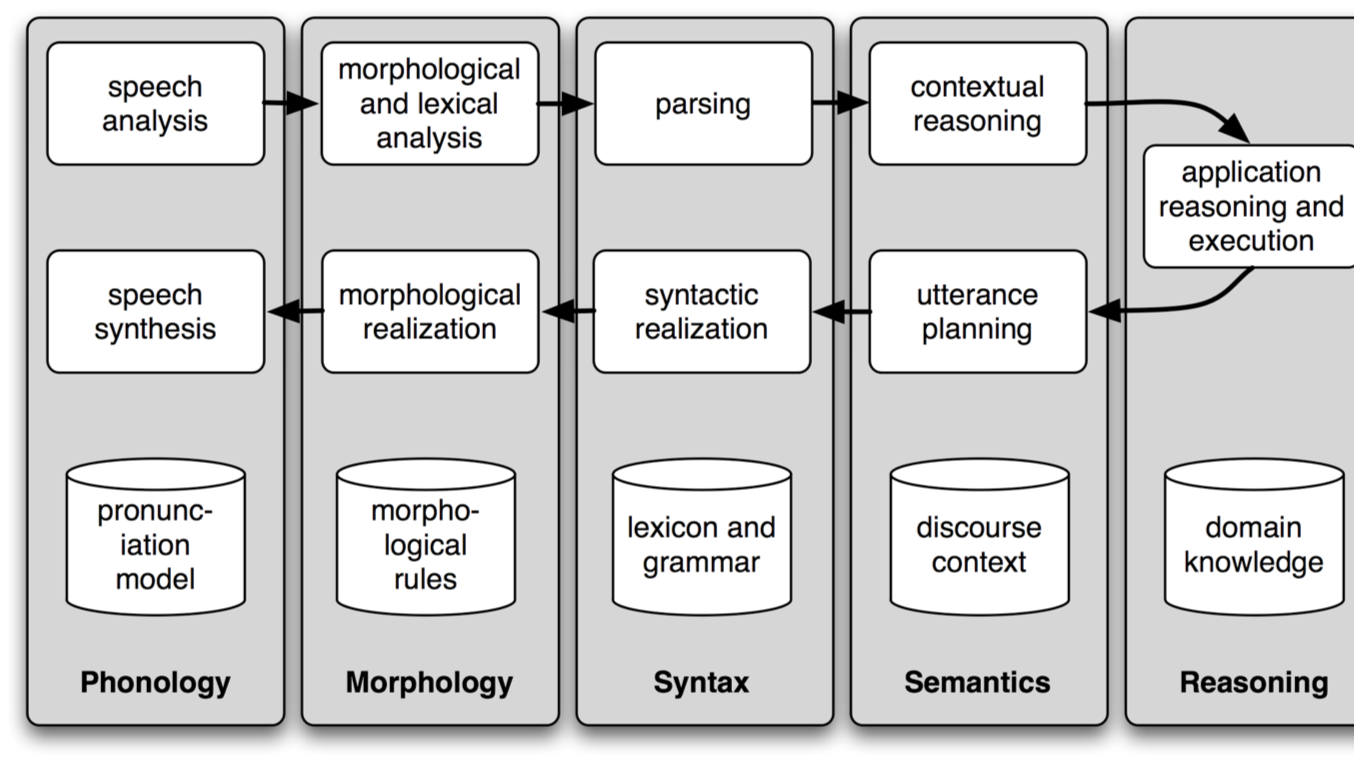 speech
analysis
morphological
and lexical
analysis
parsing
contextual
reasoning
application
reasoning and
execution
speech
synthesis
morphological
realization
syntactic
realization
utterance
planning
pronunc-
iation
model
morpho-
logical
rules
lexicon and
grammar
discourse
context
domain
knowledge
Phonology
Morphology
Syntax
Semantics
Reasoning